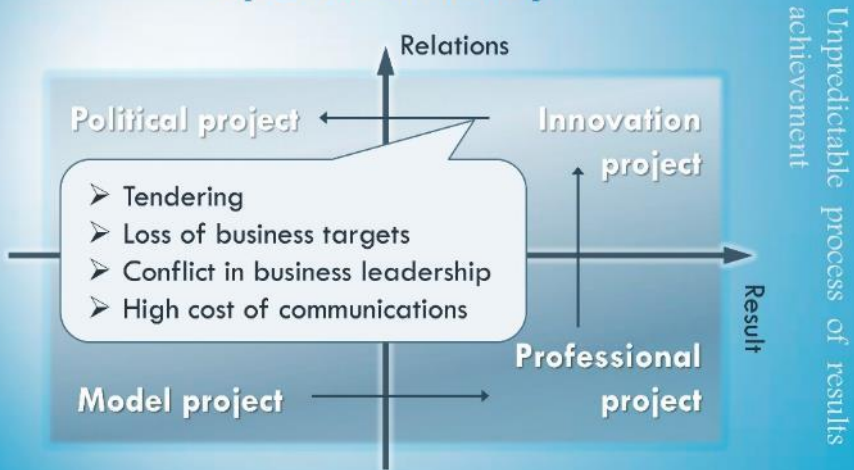 Relations
Political project
Innovation
project
➢ Tendering
➢ Loss of business targets
➢ Conflict in business leadership
➢ High cost of communications
Result
Professional
project
Model project
Unpredictable process of results
achievement